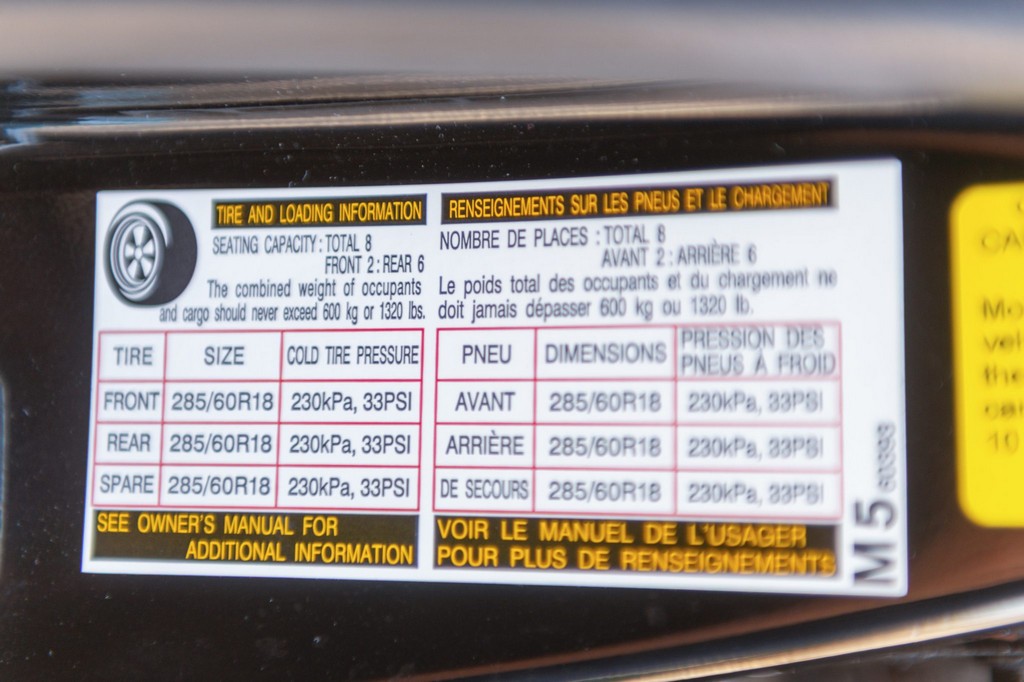 TIRE AND LOADING INFORMATION
SEATING CAPACITY : TOTAL 8
FRONT 2 : REAR 6
The combined weight of occupants
and cargo should never exceed 600 kg or 1320 lbs.
TIRE SIZE COLD TIRE PRESSURE
FRONT 285/60R18 230kPa, 33PSI
REAR 285/60R18 230kPa, 33PSI
SPARE 285/60R18 230kPa, 33PSI
SEE OWNER'S MANUAL FOR
ADDITIONAL INFORMATION
RENSEIGNEMENTS SUR LES PNEUS ET LE CHARGEMENT
NOMBRE DE PLACES : TOTAL 8
AVANT 2 : ARRIÈRE 6
Le poids total des occupants et du chargement ne
doit jamais dépasser 600 kg ou 1320 lb.
PNEU DIMENSIONS PRESSION DES
PNEUS À FROID
AVANT 285/60R18 230kPa, 33PSI
ARRIÈRE 285/60R18 230kPa, 33PSI
DE SECOURS 285/60R18 230kPa, 33PSI
VOIR LE MANUEL DE L'USAGER
POUR PLUS DE RENSEIGNEMENTS
M5
CA
Mo
vel
the
10